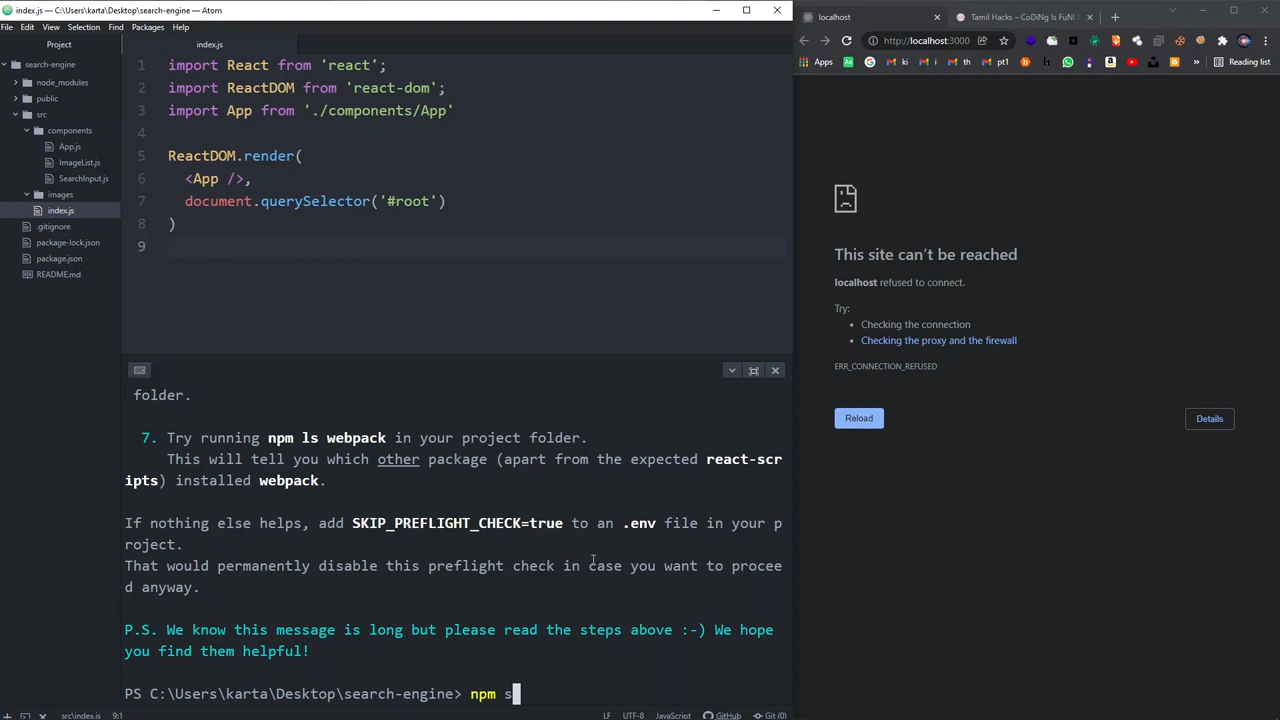 index.js — C:\Users\karta\Desktop\search-engine — Atom
File Edit View Selection Find Packages Help
Project
index.js
search-engine
node_modules
public
src
components
App.js
ImageList.js
SearchInput.js
images
index.js
.gitignore
package-lock.json
package.json
README.md
1 import React from 'react';
2 import ReactDOM from 'react-dom';
3 import App from './components/App'
4
5 ReactDOM.render(
6 <App />,
7 document.querySelector('#root')
8 )
9
folder.
7. Try running npm ls webpack in your project folder.
This will tell you which other package (apart from the expected react-scr
ipts) installed webpack.
If nothing else helps, add SKIP_PREFLIGHT_CHECK=true to an .env file in your p
roject.
That would permanently disable this preflight check in case you want to procee
d anyway.
P.S. We know this message is long but please read the steps above :-) We hope
you find them helpful!
PS C:\Users\karta\Desktop\search-engine> npm s
src\index.js 9:1 LF UTF-8 JavaScript GitHub Git (0)
localhost
Tamil Hacks – CoDiNg Is FuN!
http://localhost:3000
Apps ki i th pt1 » Reading list
This site can't be reached
localhost refused to connect.
Try:
• Checking the connection
• Checking the proxy and the firewall
ERR_CONNECTION_REFUSED
Reload
Details